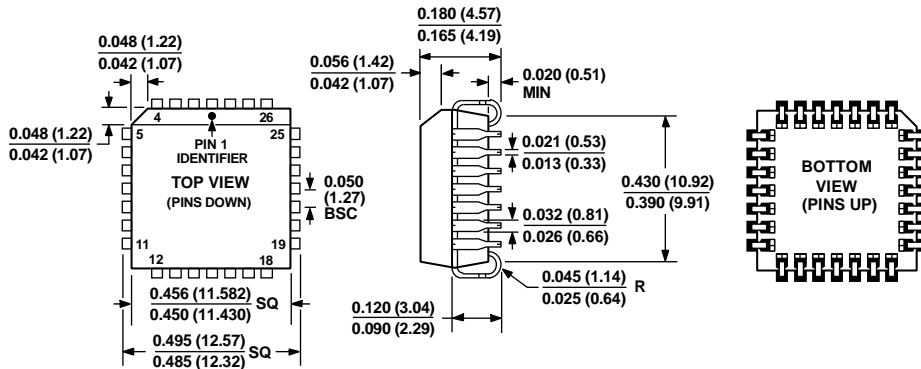 0.048 (1.22)
0.042 (1.07)
0.048 (1.22)
0.042 (1.07)
4
26
5
25
PIN 1
IDENTIFIER
TOP VIEW
(PINS DOWN)
0.050
(1.27)
BSC
11
19
12
18
0.456 (11.582)
0.450 (11.430)
SQ
0.495 (12.57)
0.485 (12.32)
SQ
0.180 (4.57)
0.165 (4.19)
0.056 (1.42)
0.042 (1.07)
0.020 (0.51)
MIN
0.021 (0.53)
0.013 (0.33)
0.032 (0.81)
0.026 (0.66)
0.430 (10.92)
0.390 (9.91)
0.045 (1.14)
0.025 (0.64)
R
0.120 (3.04)
0.090 (2.29)
BOTTOM
VIEW
(PINS UP)